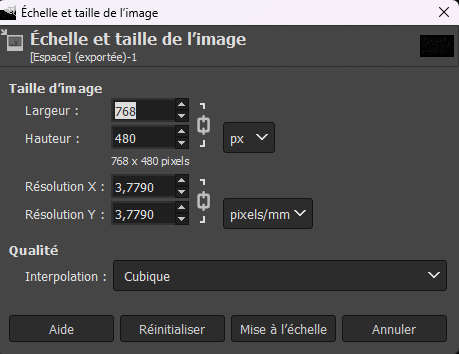 Échelle et taille de l'image
Échelle et taille de l'image
[Espace] (exportée)-1
Taille d'image
Largeur : 768
Hauteur : 480 px
768 x 480 pixels
Résolution X : 3,7790
Résolution Y : 3,7790 pixels/mm
Qualité
Interpolation : Cubique
Aide Réinitialiser Mise à l'échelle Annuler